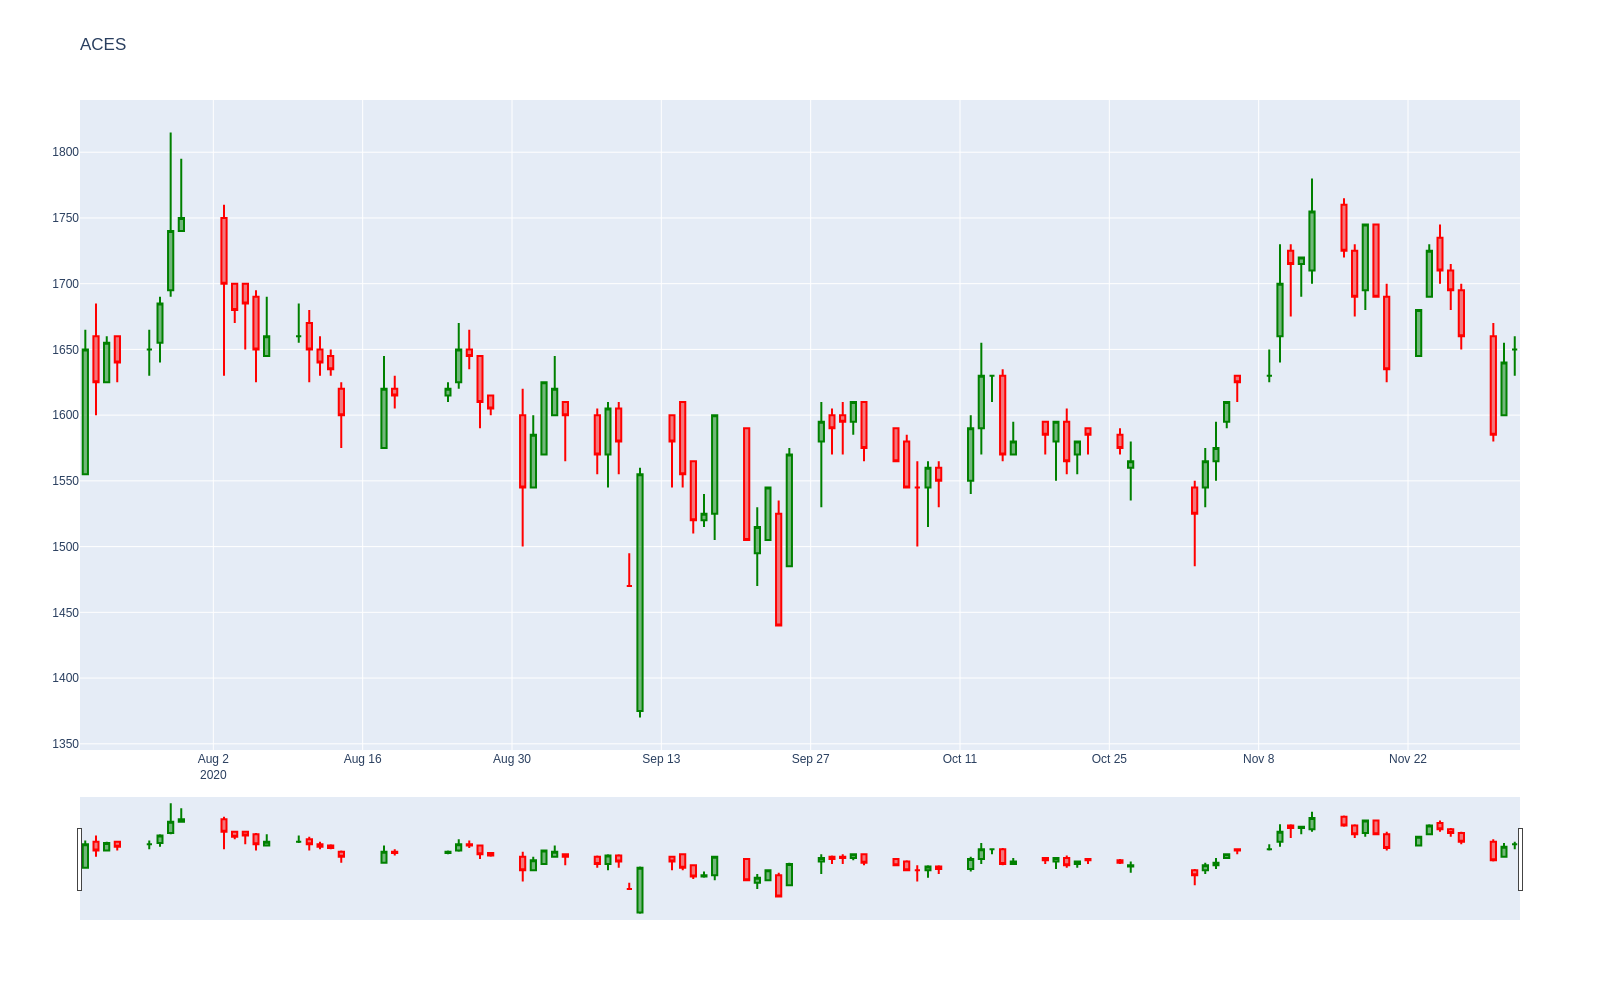 ACES
1800
1750
1700
1650
1600
1550
1500
1450
1400
1350
Aug 2
2020
Aug 16
Aug 30
Sep 13
Sep 27
Oct 11
Oct 25
Nov 8
Nov 22